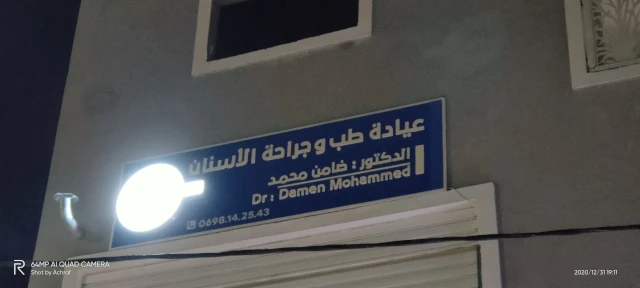 عيادة طب وجراحة الأسنان
الدكتور : ضامن محمد
Dr : Damen Mohammed
0698.14.25.43
64MP AI QUAD CAMERA
Shot by Achraf
2020/12/31 19:11